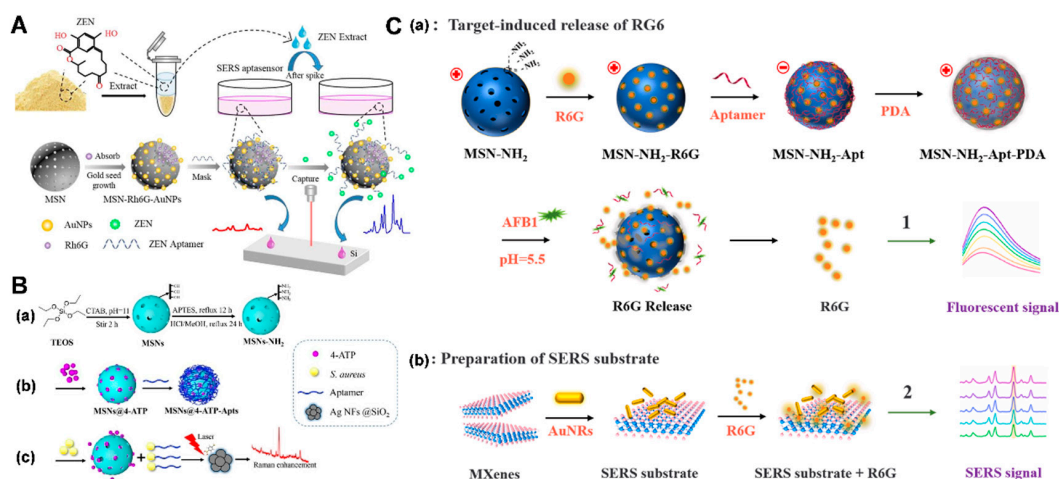 A
ZEN
HO
OH
O
O
O
Extract
ZEN Extract
SERS aptasensor
After spike
MSN
Absorb
Gold seed
growth
MSN-Rh6G-AuNPs
Mask
Capture
AuNPs
ZEN
Rh6G
ZEN Aptamer
Si
B
(a)
TEOS
CTAB, pH=11
Stir 2 h
MSNs
APTES, reflux 12 h
HCl/MeOH, reflux 24 h
MSNs-NH2
(b)
MSNs@4-ATP
MSNs@4-ATP-Apts
4-ATP
S. aureus
Aptamer
Ag NFs @SiO2
(c)
+
Laser
Raman enhancement
C
(a): Target-induced release of RG6
NH2
NH2
NH2
MSN-NH2
R6G
MSN-NH2-R6G
Aptamer
MSN-NH2-Apt
PDA
MSN-NH2-Apt-PDA
AFB1
pH=5.5
R6G Release
R6G
1
Fluorescent signal
(b): Preparation of SERS substrate
MXenes
AuNRs
SERS substrate
R6G
SERS substrate + R6G
2
SERS signal